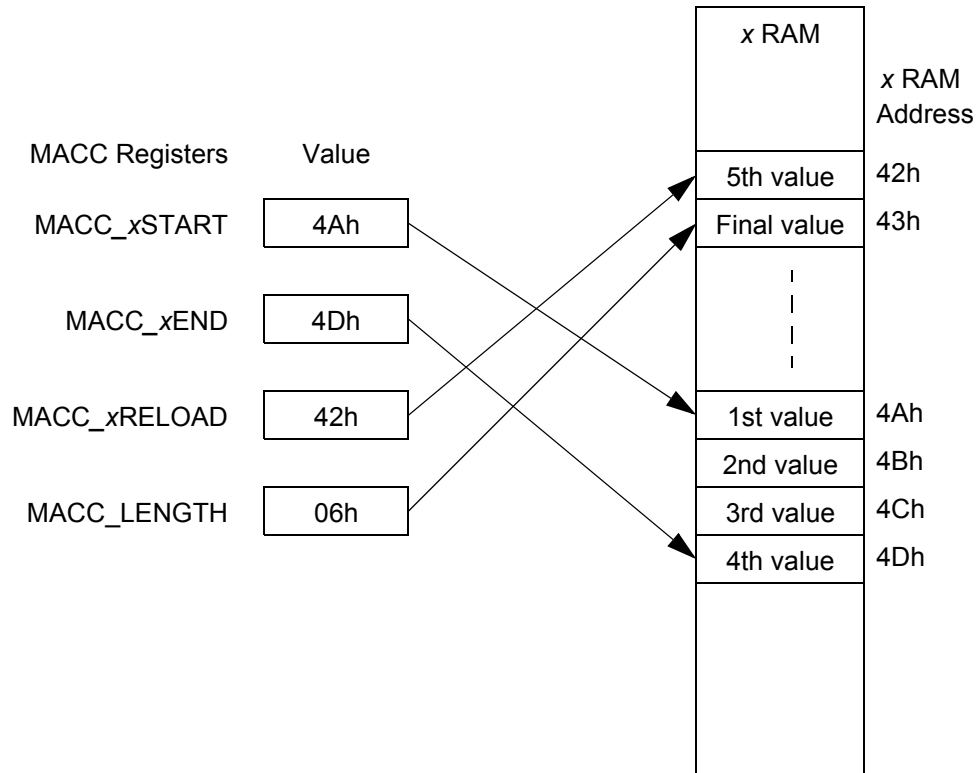 x RAM
x RAM
Address
MACC Registers Value
5th value 42h
MACC_xSTART 4Ah
Final value 43h
MACC_xEND 4Dh
MACC_xRELOAD 42h
1st value 4Ah
2nd value 4Bh
MACC_LENGTH 06h
3rd value 4Ch
4th value 4Dh